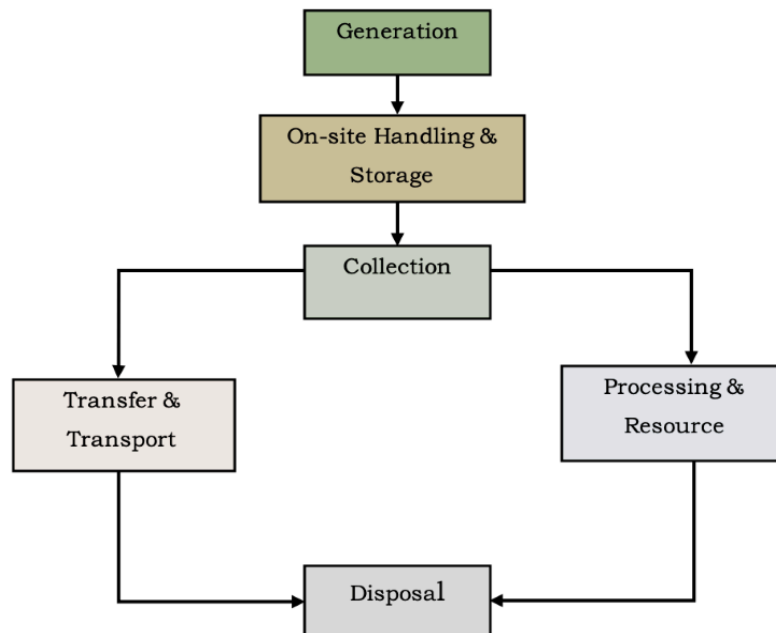 Generation
On-site Handling &
Storage
Collection
Transfer &
Transport
Processing &
Resource
Disposal